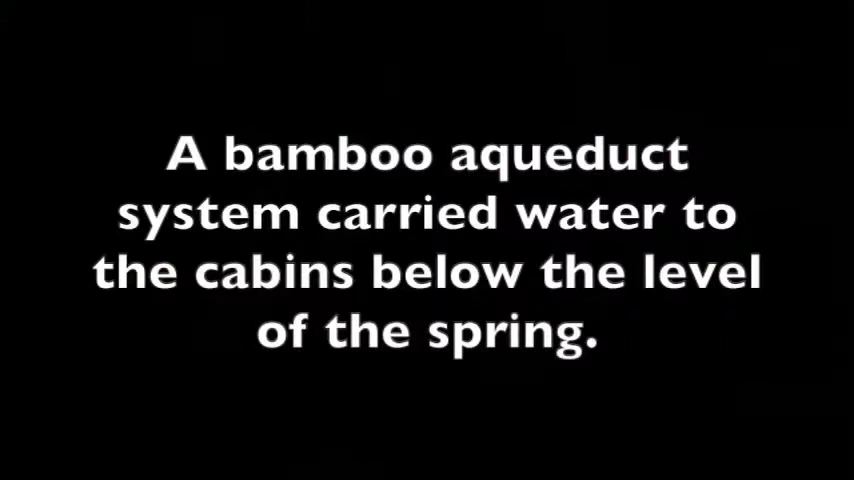 A bamboo aqueduct
system carried water to
the cabins below the level
of the spring.